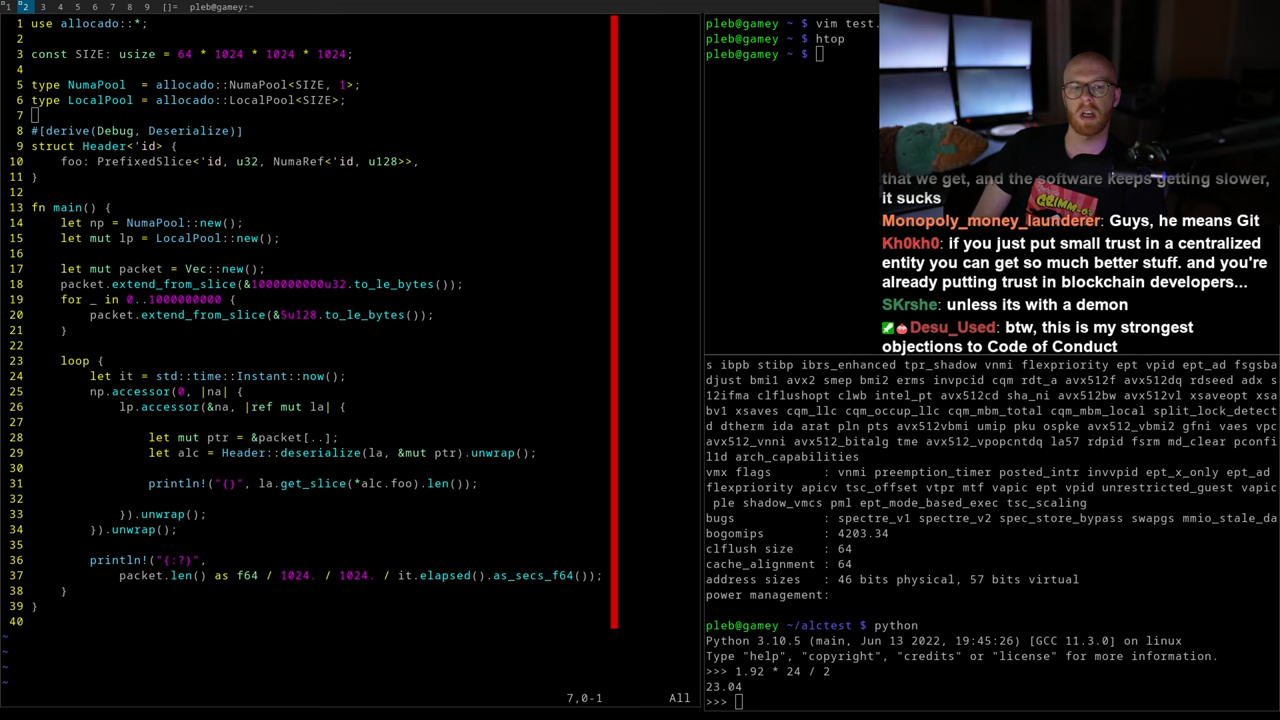 1 2 3 4 5 6 7 8 9 []= pleb@gamey:~
1 use allocado::*;
2
3 const SIZE: usize = 64 * 1024 * 1024 * 1024;
4
5 type NumaPool  = allocado::NumaPool<SIZE, 1>;
6 type LocalPool = allocado::LocalPool<SIZE>;
7
8 #[derive(Debug, Deserialize)]
9 struct Header<'id> {
10     foo: PrefixedSlice<'id, u32, NumaRef<'id, u128>>,
11 }
12
13 fn main() {
14     let np = NumaPool::new();
15     let mut lp = LocalPool::new();
16
17     let mut packet = Vec::new();
18     packet.extend_from_slice(&1000000000u32.to_le_bytes());
19     for _ in 0..1000000000 {
20         packet.extend_from_slice(&5u128.to_le_bytes());
21     }
22
23     loop {
24         let it = std::time::Instant::now();
25         np.accessor(0, |na| {
26             lp.accessor(&na, |ref mut la| {
27
28                 let mut ptr = &packet[..];
29                 let alc = Header::deserialize(la, &mut ptr).unwrap();
30
31                 println!("{}", la.get_slice(*alc.foo).len());
32
33             }).unwrap();
34         }).unwrap();
35
36         println!("{:?}",
37             packet.len() as f64 / 1024. / 1024. / it.elapsed().as_secs_f64());
38     }
39 }
40
~
~
~
~
7,0-1 All
pleb@gamey ~ $ vim test.
pleb@gamey ~ $ htop
pleb@gamey ~ $
that we get, and the software keeps getting slower,
it sucks
Monopoly_money_launderer: Guys, he means Git
Kh0kh0: if you just put small trust in a centralized
entity you can get so much better stuff. and you're
already putting trust in blockchain developers...
SKrshe: unless its with a demon
Desu_Used: btw, this is my strongest
objections to Code of Conduct
s ibpb stibp ibrs_enhanced tpr_shadow vnmi flexpriority ept vpid ept_ad fsgsba
djust bmi1 avx2 smep bmi2 erms invpcid cqm rdt_a avx512f avx512dq rdseed adx s
12ifma clflushopt clwb intel_pt avx512cd sha_ni avx512bw avx512vl xsaveopt xsa
bv1 xsaves cqm_llc cqm_occup_llc cqm_mbm_total cqm_mbm_local split_lock_detect
d dtherm ida arat pln pts avx512vbmi umip pku ospke avx512_vbmi2 gfni vaes vpc
avx512_vnni avx512_bitalg tme avx512_vpopcntdq la57 rdpid fsrm md_clear pconfi
l1d arch_capabilities
vmx flags : vnmi preemption_timer posted_intr invvpid ept_x_only ept_ad
flexpriority apicv tsc_offset vtpr mtf vapic ept vpid unrestricted_guest vapic
ple shadow_vmcs pml ept_mode_based_exec tsc_scaling
bugs : spectre_v1 spectre_v2 spec_store_bypass swapgs mmio_stale_da
bogomips : 4203.34
clflush size : 64
cache_alignment : 64
address sizes : 46 bits physical, 57 bits virtual
power management:
pleb@gamey ~/alctest $ python
Python 3.10.5 (main, Jun 13 2022, 19:45:26) [GCC 11.3.0] on linux
Type "help", "copyright", "credits" or "license" for more information.
>>> 1.92 * 24 / 2
23.04
>>>